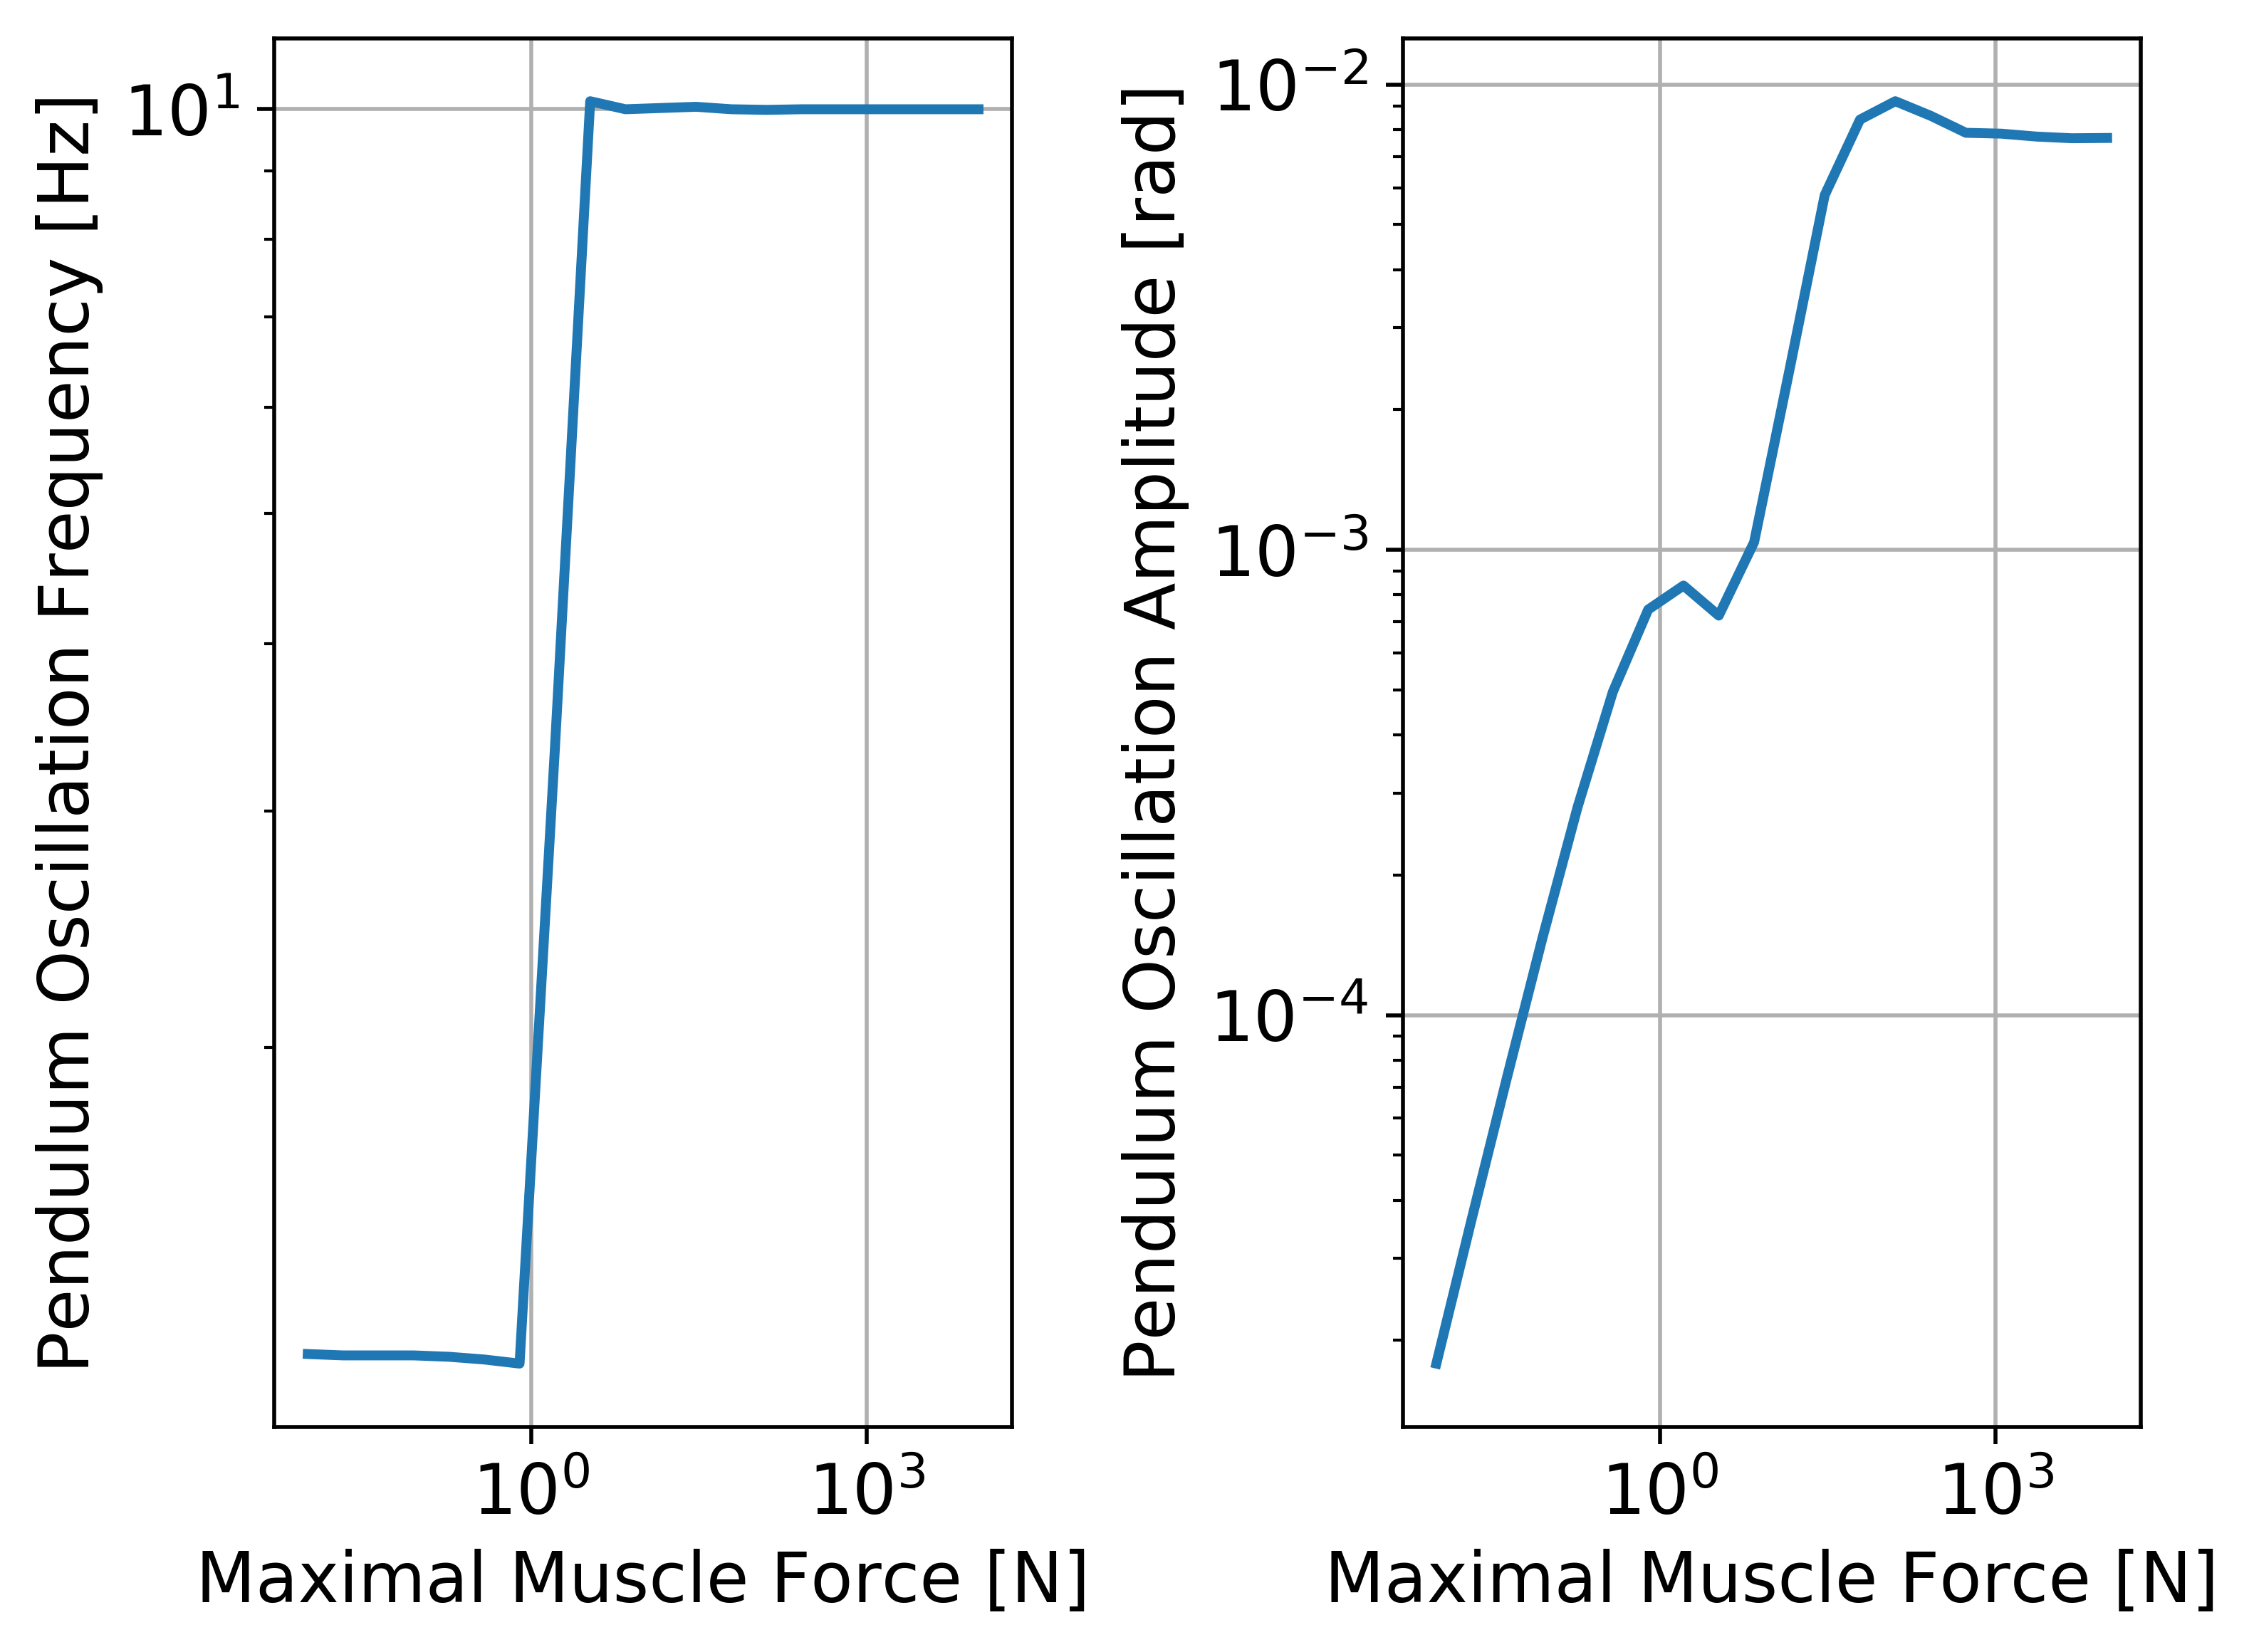 Pendulum Oscillation Frequency [Hz]
10¹
10⁰
10³
Maximal Muscle Force [N]
Pendulum Oscillation Amplitude [rad]
10⁻²
10⁻³
10⁻⁴
10⁰
10³
Maximal Muscle Force [N]